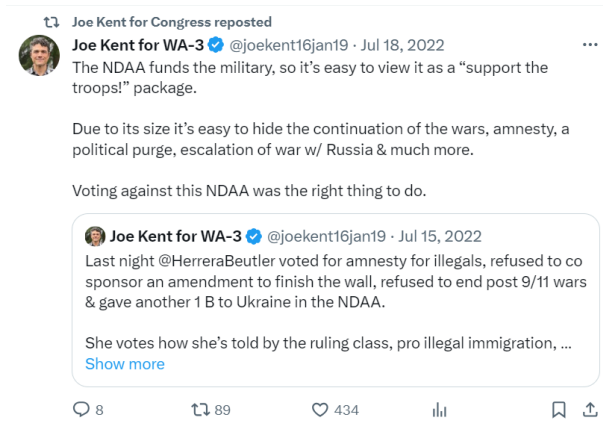 Joe Kent for Congress reposted
Joe Kent for WA-3 @joekent16jan19 · Jul 18, 2022
The NDAA funds the military, so it's easy to view it as a "support the
troops!" package.
Due to its size it's easy to hide the continuation of the wars, amnesty, a
political purge, escalation of war w/ Russia & much more.
Voting against this NDAA was the right thing to do.
Joe Kent for WA-3 @joekent16jan19 · Jul 15, 2022
Last night @HerreraBeutler voted for amnesty for illegals, refused to co
sponsor an amendment to finish the wall, refused to end post 9/11 wars
& gave another 1 B to Ukraine in the NDAA.
She votes how she's told by the ruling class, pro illegal immigration, ...
Show more
8 89 434